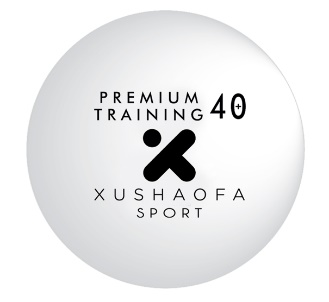 PREMIUM
TRAINING 40+
XUSHAOFA
SPORT